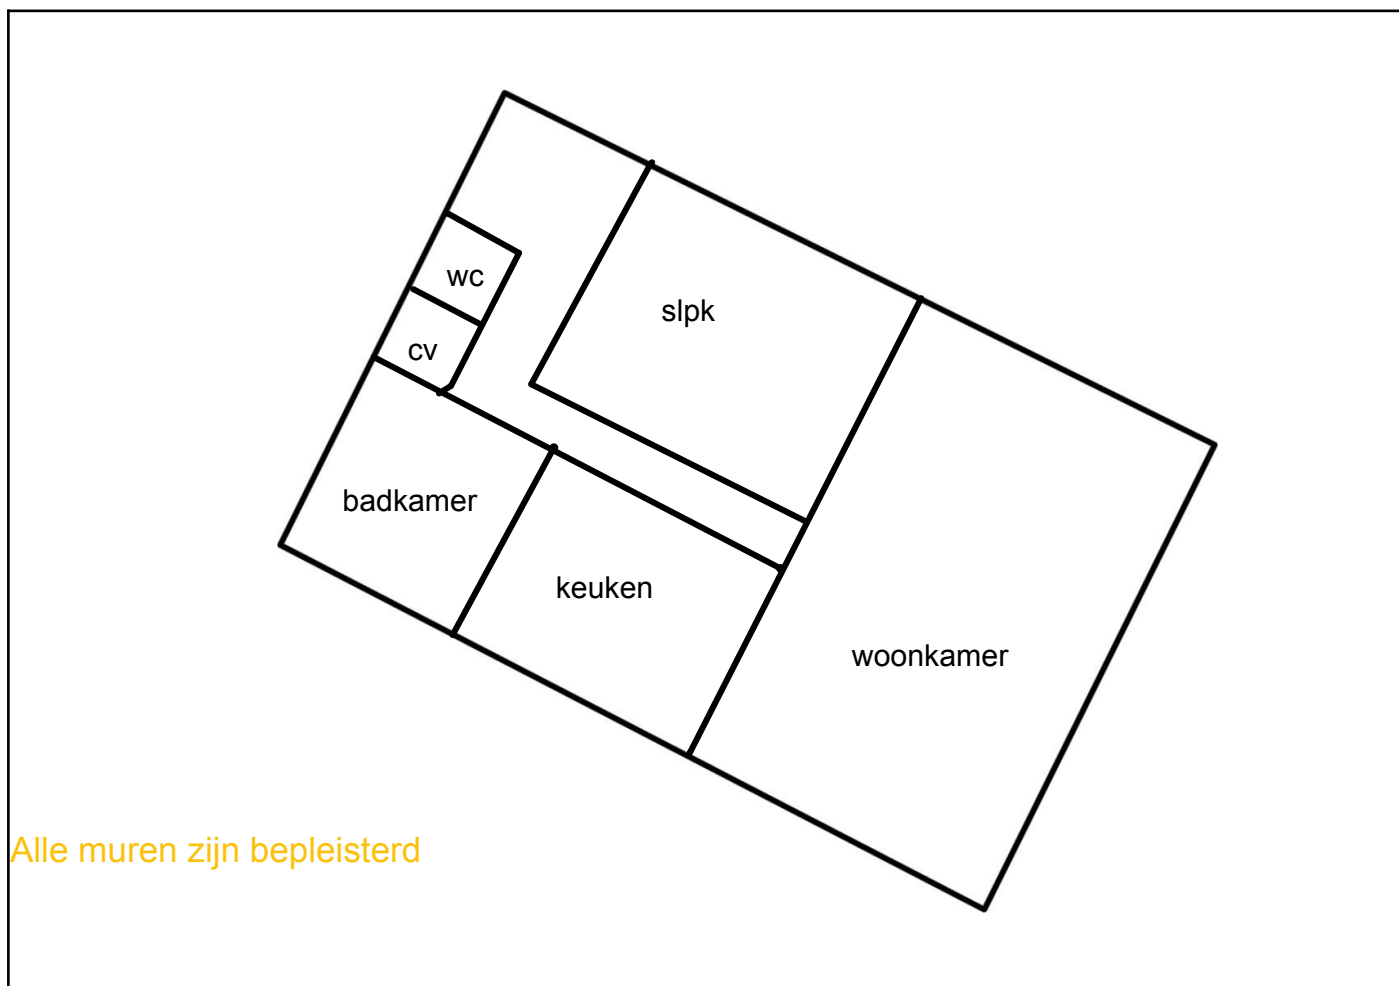 wc
slpk
cv
badkamer
keuken
woonkamer
Alle muren zijn bepleisterd